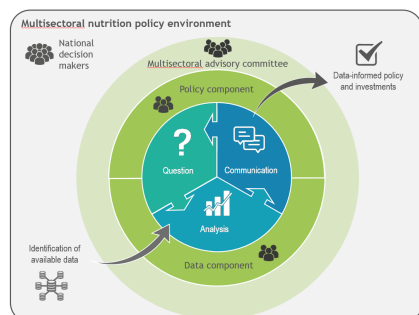 Multisectoral nutrition policy environment
National
decision
makers
Multisectoral advisory committee
Data-informed policy
and investments
Policy component
?
Question
Communication
Analysis
Identification of
available data
Data component